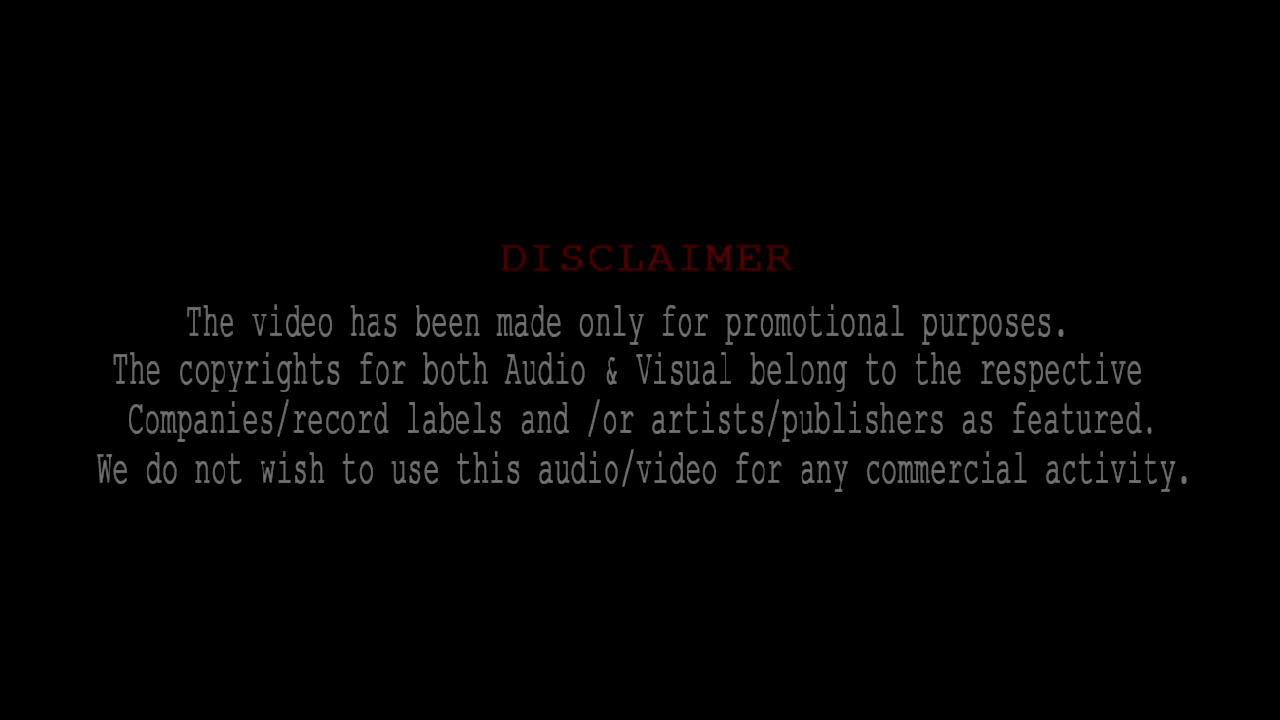 DISCLAIMER
The video has been made only for promotional purposes.
The copyrights for both Audio & Visual belong to the respective
Companies/record labels and /or artists/publishers as featured.
We do not wish to use this audio/video for any commercial activity.